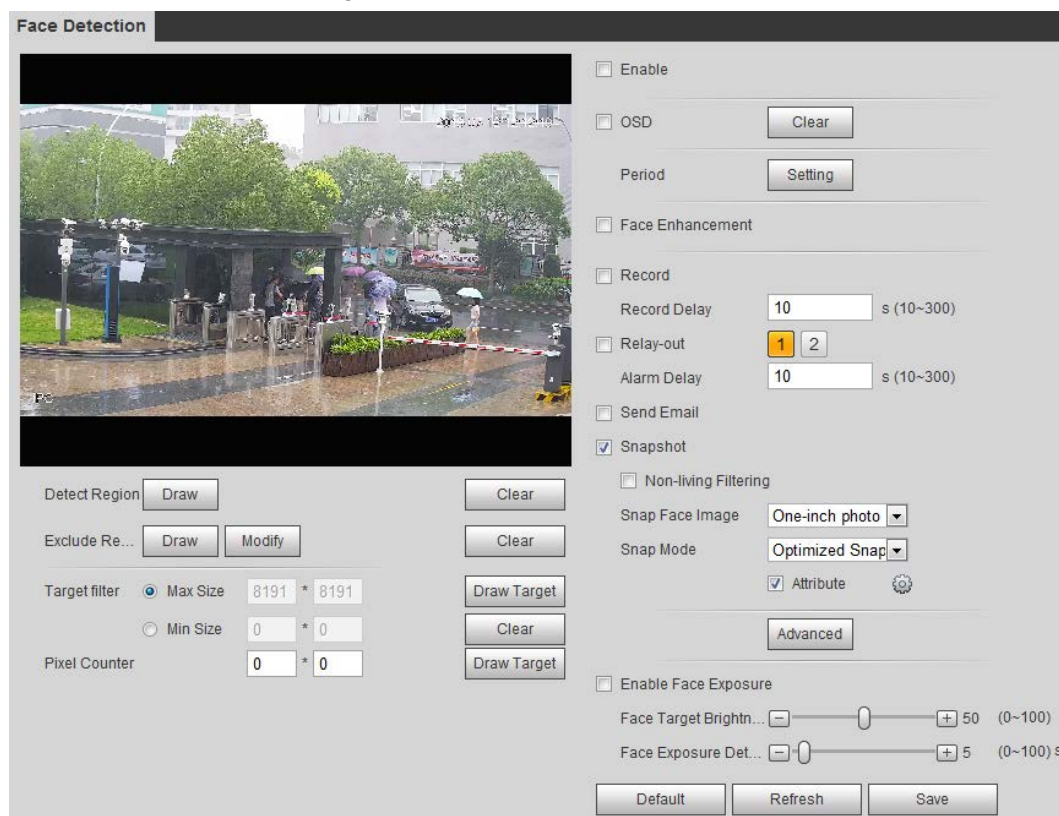 Face Detection
Enable
OSD
Clear
Period
Setting
Face Enhancement
Record
Record Delay
10
s (10~300)
Relay-out
1
2
Alarm Delay
10
s (10~300)
Send Email
Snapshot
Non-living Filtering
Snap Face Image
One-inch photo
Snap Mode
Optimized Snap
Attribute
Advanced
Enable Face Exposure
Face Target Brightn...
50
(0~100)
Face Exposure Det...
5
(0~100) s
Default
Refresh
Save
Detect Region
Draw
Clear
Exclude Re...
Draw
Modify
Clear
Target filter
Max Size
8191 * 8191
Draw Target
Min Size
0 * 0
Clear
Pixel Counter
0 * 0
Draw Target